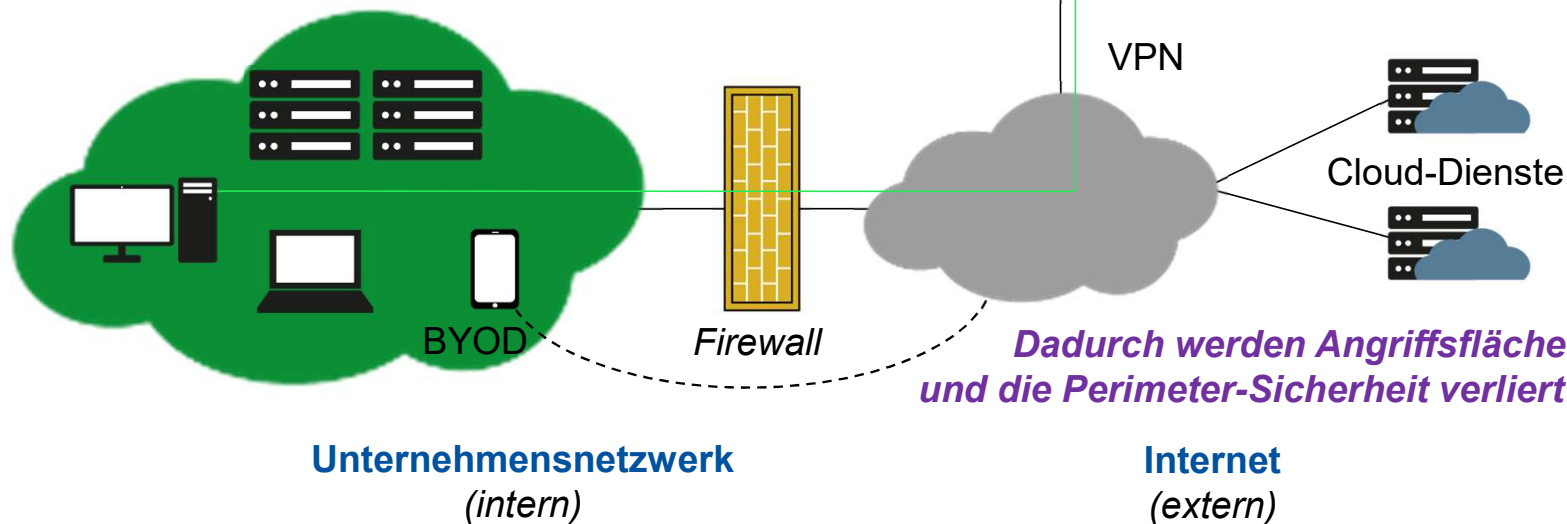 VPN
Cloud-Dienste
BYOD
Firewall
Dadurch werden Angriffsfläche
und die Perimeter-Sicherheit verliert
Unternehmensnetzwerk
(intern)
Internet
(extern)